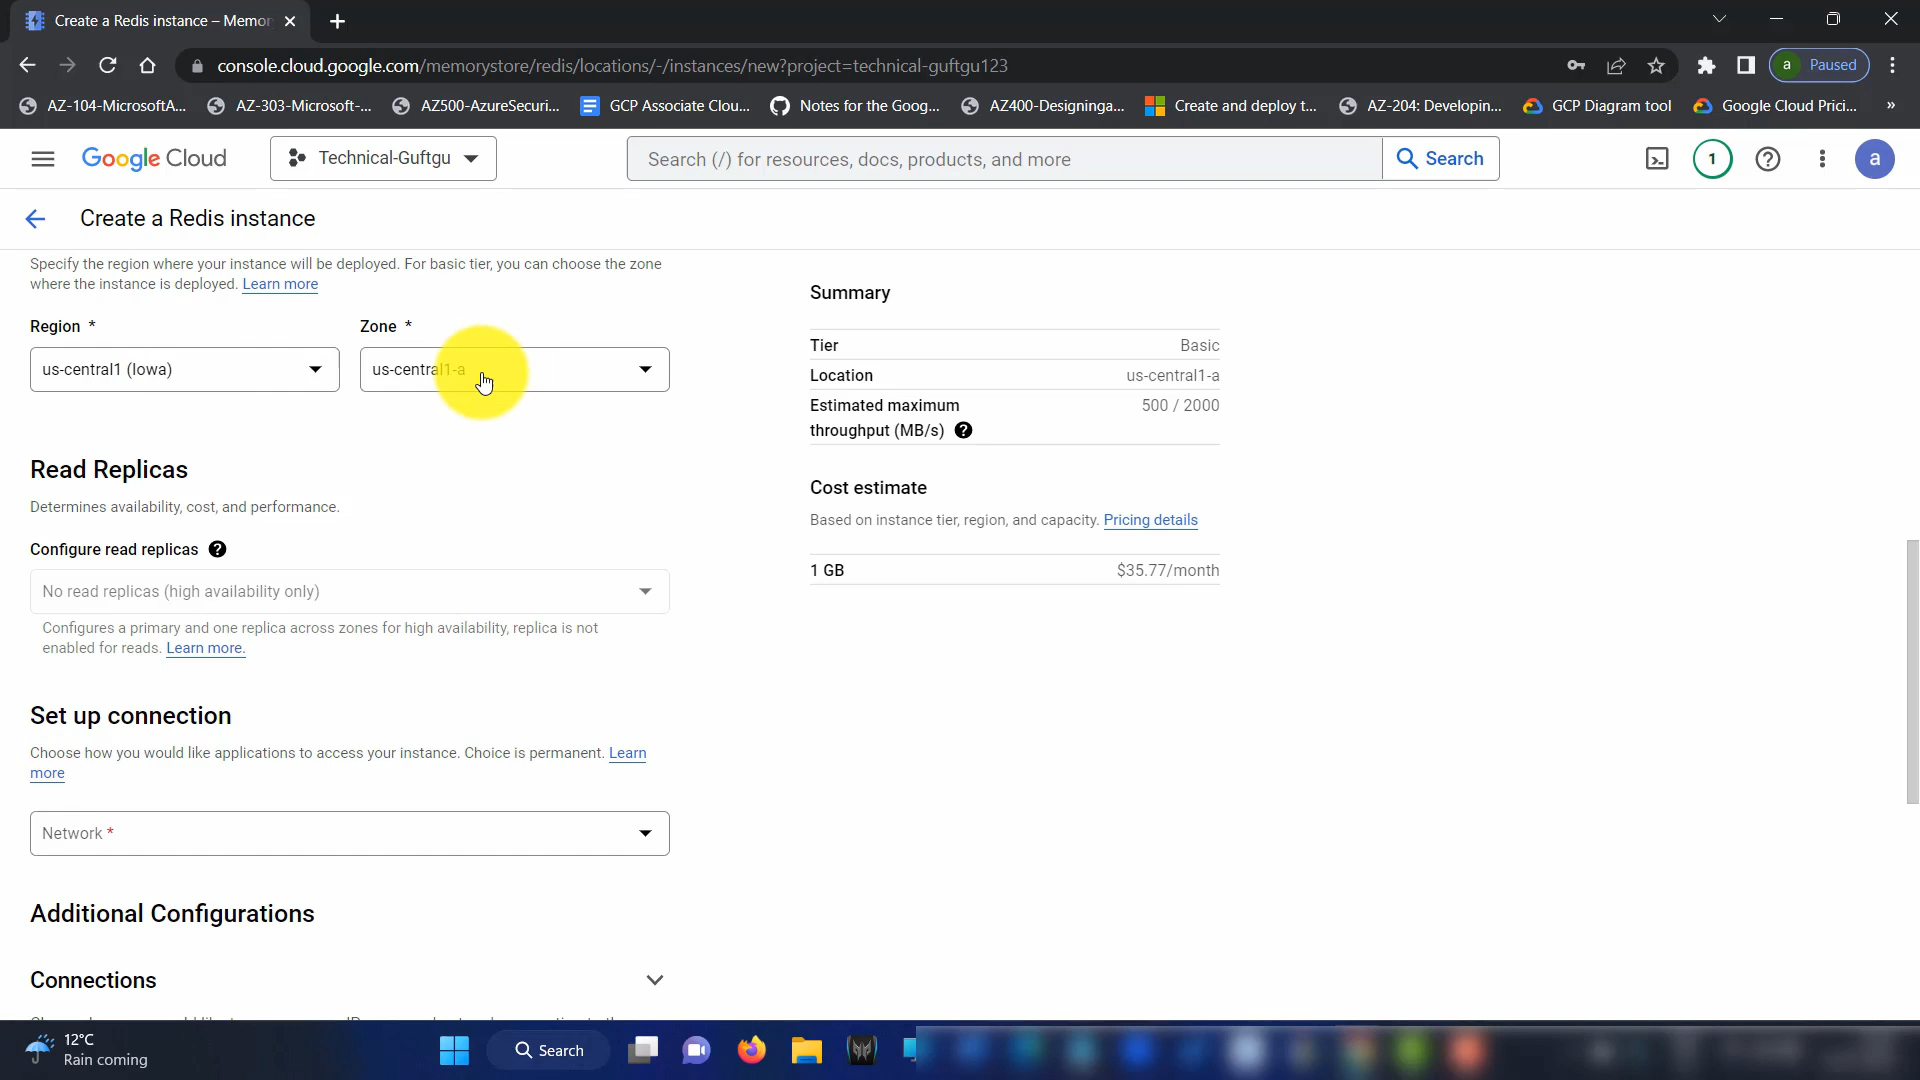 Create a Redis instance – Memor
console.cloud.google.com/memorystore/redis/locations/-/instances/new?project=technical-guftgu123
a Paused
AZ-104-MicrosoftA...
AZ-303-Microsoft-...
AZ500-AzureSecuri...
GCP Associate Clou...
Notes for the Goog...
AZ400-Designinga...
Create and deploy t...
AZ-204: Developin...
GCP Diagram tool
Google Cloud Prici...
»
Google Cloud
Technical-Guftgu
Search (/) for resources, docs, products, and more
Search
1
a
Create a Redis instance
Specify the region where your instance will be deployed. For basic tier, you can choose the zone
where the instance is deployed. Learn more
Region *
Zone *
us-central1 (Iowa)
us-central1-a
Read Replicas
Determines availability, cost, and performance.
Configure read replicas
No read replicas (high availability only)
Configures a primary and one replica across zones for high availability, replica is not
enabled for reads. Learn more.
Set up connection
Choose how you would like applications to access your instance. Choice is permanent. Learn
more
Network *
Additional Configurations
Connections
Summary
Tier Basic
Location us-central1-a
Estimated maximum 500 / 2000
throughput (MB/s)
Cost estimate
Based on instance tier, region, and capacity. Pricing details
1 GB $35.77/month
12°C
Rain coming
Search